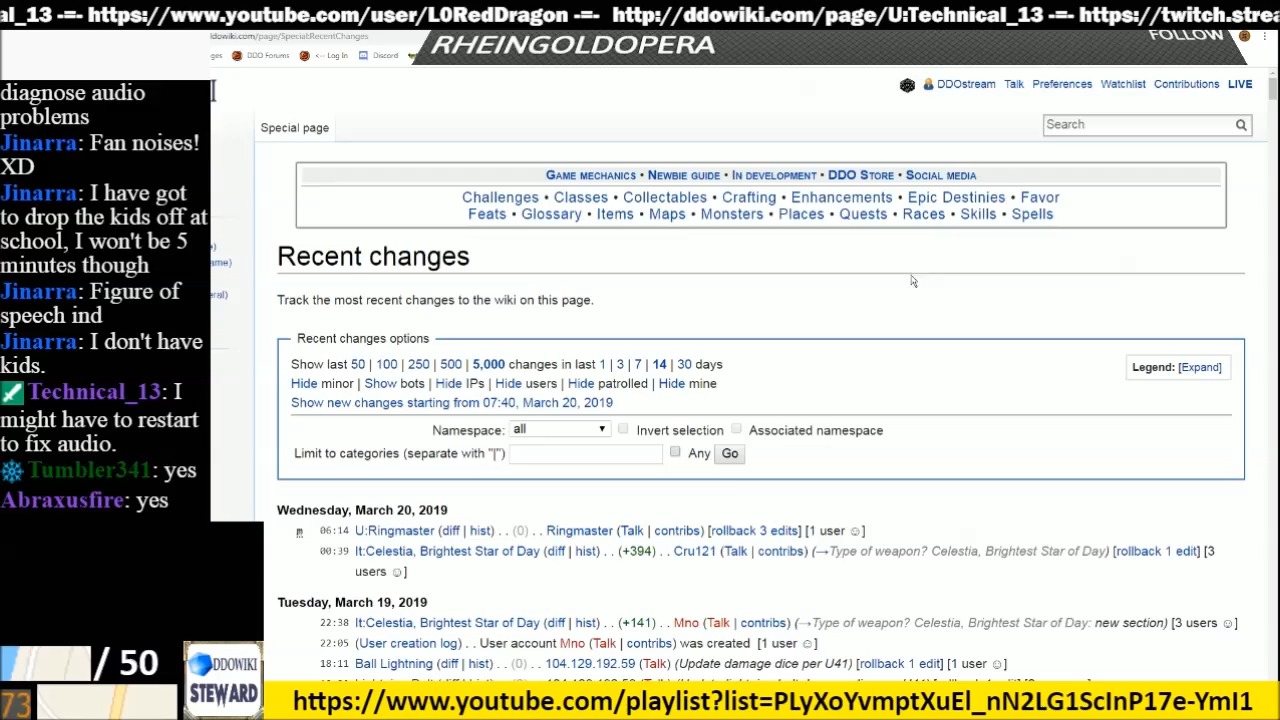 al_13 -=- https://www.youtube.com/user/L0RedDragon -=- http://ddowiki.com/page/U:Technical_13 -=- https://twitch.strea
ddowiki.com/page/Special:RecentChanges
RHEINGOLDOPERA
FOLLOW
ges DDO Forums <-- Log In Discord
DDOstream Talk Preferences Watchlist Contributions LIVE
Special page
Search
GAME MECHANICS • NEWBIE GUIDE • IN DEVELOPMENT • DDO STORE • SOCIAL MEDIA
Challenges • Classes • Collectables • Crafting • Enhancements • Epic Destinies • Favor
Feats • Glossary • Items • Maps • Monsters • Places • Quests • Races • Skills • Spells
Recent changes
Track the most recent changes to the wiki on this page.
Recent changes options
Show last 50 | 100 | 250 | 500 | 5,000 changes in last 1 | 3 | 7 | 14 | 30 days
Legend: [Expand]
Hide minor | Show bots | Hide IPs | Hide users | Hide patrolled | Hide mine
Show new changes starting from 07:40, March 20, 2019
Namespace: all Invert selection Associated namespace
Limit to categories (separate with "|") Any Go
Wednesday, March 20, 2019
m 06:14 U:Ringmaster (diff | hist) . . (0) . . Ringmaster (Talk | contribs) [rollback 3 edits] [1 user ☺]
00:39 It:Celestia, Brightest Star of Day (diff | hist) . . (+394) . . Cru121 (Talk | contribs) (→Type of weapon? Celestia, Brightest Star of Day) [rollback 1 edit] [3
users ☺]
Tuesday, March 19, 2019
22:38 It:Celestia, Brightest Star of Day (diff | hist) . . (+141) . . Mno (Talk | contribs) (→Type of weapon? Celestia, Brightest Star of Day: new section) [3 users ☺]
22:05 (User creation log) . . User account Mno (Talk | contribs) was created [1 user ☺]
18:11 Ball Lightning (diff | hist) . . (0) . . 104.129.192.59 (Talk) (Update damage dice per U41) [rollback 1 edit] [1 user ☺]
diagnose audio
problems
Jinarra: Fan noises!
XD
Jinarra: I have got
to drop the kids off at
school, I won't be 5
minutes though
Jinarra: Figure of
speech ind
Jinarra: I don't have
kids.
Technical_13: I
might have to restart
to fix audio.
Tumbler341: yes
Abraxusfire: yes
/ 50
73
DDOWIKI
STEWARD
https://www.youtube.com/playlist?list=PLyXoYvmptXuEl_nN2LG1ScInP17e-YmI1